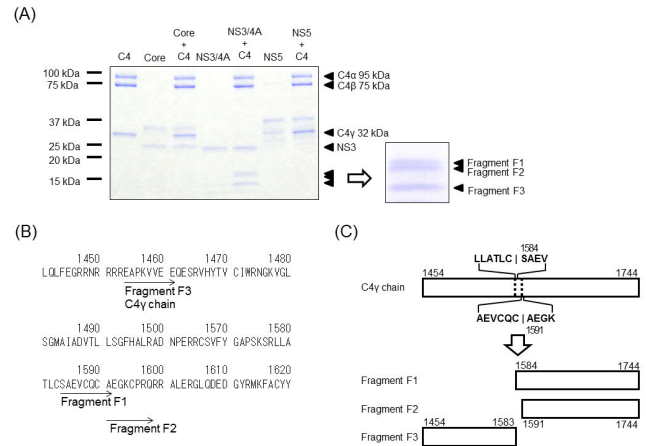 (A)
Core NS3/4A NS5
+ + +
C4 Core C4 NS3/4A C4 NS5 C4
100 kDa
75 kDa
37 kDa
25 kDa
20 kDa
15 kDa
C4α 95 kDa
C4β 75 kDa
C4γ 32 kDa
NS3
Fragment F1
Fragment F2
Fragment F3
(B)
1450 1460 1470 1480
LQLFEGRRNR RRREAPKVVE EQESRVHYTV CIWRNGKVGL
Fragment F3
C4γ chain
1490 1560 1570 1580
SGMAIADVTL LSGFHALRAD NPERRCSVFY GAPSKSRLLA
1590 1600 1610 1620
TLCSAEVCQC AEGKCPRQRR ALERGLQDED GYRMKFACYY
Fragment F1
Fragment F2
(C)
1584
LLATLC | SAEV
1454 1744
C4γ chain
AEVCQC | AEGK
1591
1584 1744
Fragment F1
Fragment F2
1591 1744
1454 1583
Fragment F3